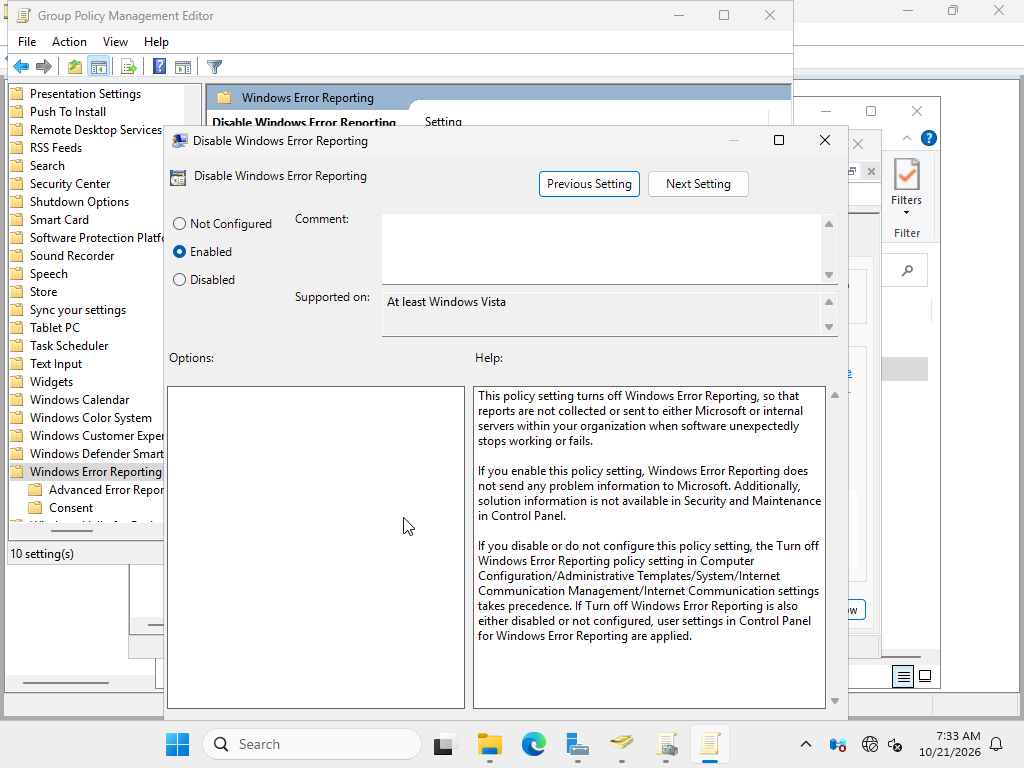 Group Policy Management Editor
File Action View Help
Presentation Settings
Push To Install
Remote Desktop Services
RSS Feeds
Search
Security Center
Shutdown Options
Smart Card
Software Protection Platfo
Sound Recorder
Speech
Store
Sync your settings
Tablet PC
Task Scheduler
Text Input
Widgets
Windows Calendar
Windows Color System
Windows Customer Exper
Windows Defender Smart
Windows Error Reporting
Advanced Error Repor
Consent
10 setting(s)
Windows Error Reporting
Disable Windows Error Reporting
Setting
Disable Windows Error Reporting
Disable Windows Error Reporting
Previous Setting
Next Setting
Not Configured
Enabled
Disabled
Comment:
Supported on:
At least Windows Vista
Options:
Help:
This policy setting turns off Windows Error Reporting, so that
reports are not collected or sent to either Microsoft or internal
servers within your organization when software unexpectedly
stops working or fails.
If you enable this policy setting, Windows Error Reporting does
not send any problem information to Microsoft. Additionally,
solution information is not available in Security and Maintenance
in Control Panel.
If you disable or do not configure this policy setting, the Turn off
Windows Error Reporting policy setting in Computer
Configuration/Administrative Templates/System/Internet
Communication Management/Internet Communication settings
takes precedence. If Turn off Windows Error Reporting is also
either disabled or not configured, user settings in Control Panel
for Windows Error Reporting are applied.
Filters
Filter
ow
Search
7:33 AM
10/21/2026